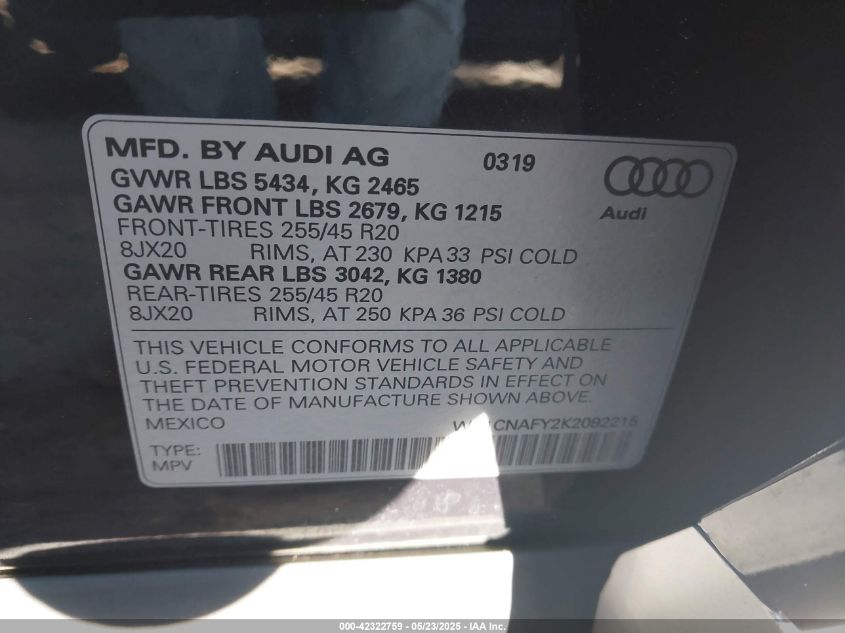 MFD. BY AUDI AG 0319
GVWR LBS 5434, KG 2465
GAWR FRONT LBS 2679, KG 1215
Audi
FRONT-TIRES 255/45 R20
8JX20 RIMS, AT 230 KPA 33 PSI COLD
GAWR REAR LBS 3042, KG 1380
REAR-TIRES 255/45 R20
8JX20 RIMS, AT 250 KPA 36 PSI COLD
THIS VEHICLE CONFORMS TO ALL APPLICABLE
U.S. FEDERAL MOTOR VEHICLE SAFETY AND
THEFT PREVENTION STANDARDS IN EFFECT ON
THE DATE OF MANUFACTURE SHOWN ABOVE.
MEXICO
TYPE:
MPV
000-42322759 - 05/23/2025 - IAA Inc.